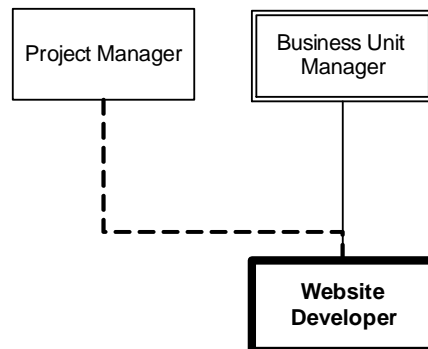 Project Manager
Business Unit
Manager
Website
Developer